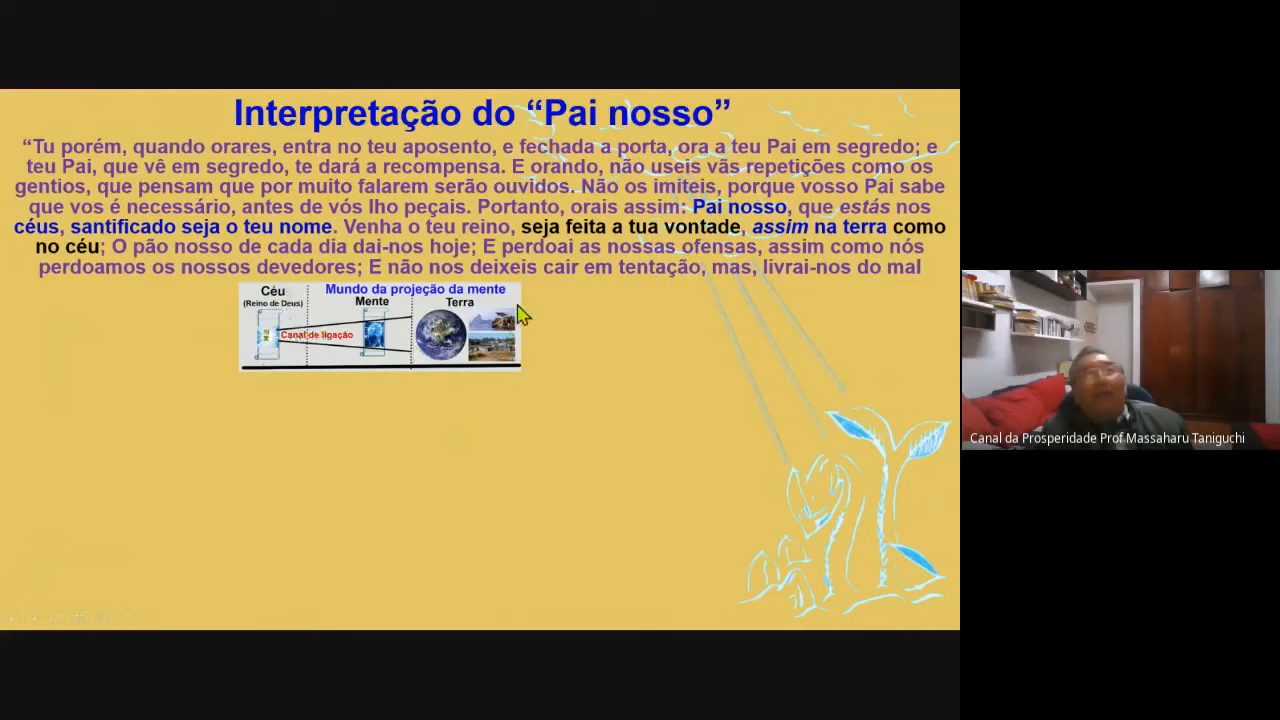 Interpretação do “Pai nosso”
“Tu porém, quando orares, entra no teu aposento, e fechada a porta, ora a teu Pai em segredo; e
teu Pai, que vê em segredo, te dará a recompensa. E orando, não useis vãs repetições como os
gentios, que pensam que por muito falarem serão ouvidos. Não os imiteis, porque vosso Pai sabe
que vos é necessário, antes de vós lho peçais. Portanto, orais assim: Pai nosso, que estás nos
céus, santificado seja o teu nome. Venha o teu reino, seja feita a tua vontade, assim na terra como
no céu; O pão nosso de cada dia dai-nos hoje; E perdoai as nossas ofensas, assim como nós
perdoamos os nossos devedores; E não nos deixeis cair em tentação, mas, livrai-nos do mal
Mundo da projeção da mente
Céu
(Reino de Deus)
Mente
Terra
Canal de ligação
Canal da Prosperidade Prof Massaharu Taniguchi